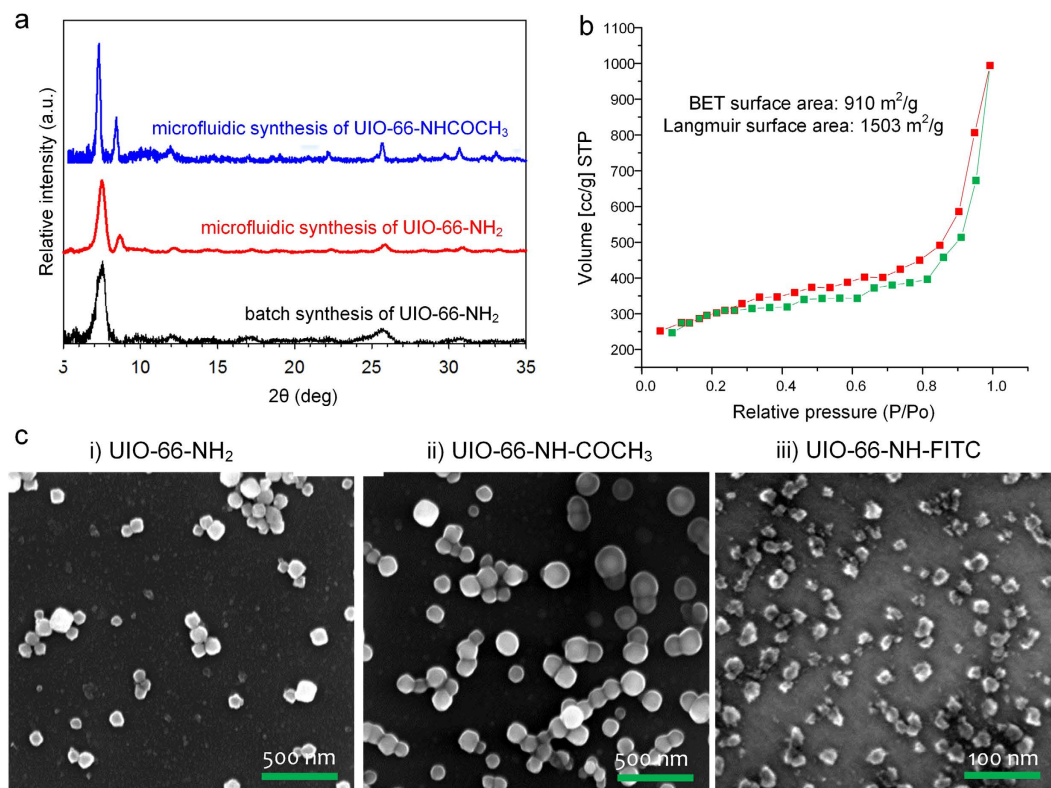 a
microfluidic synthesis of UIO-66-NHCOCH₃
microfluidic synthesis of UIO-66-NH₂
batch synthesis of UIO-66-NH₂
Relative intensity (a.u.)
5 10 15 20 25 30 35
2θ (deg)
b
1000
900
800
700
600
500
400
300
200
BET surface area: 910 m²/g
Langmuir surface area: 1503 m²/g
Volume [cc/g] STP
0.0 0.2 0.4 0.6 0.8 1.0
Relative pressure (P/Po)
c
i) UIO-66-NH₂
500 nm
ii) UIO-66-NH-COCH₃
500 nm
iii) UIO-66-NH-FITC
100 nm